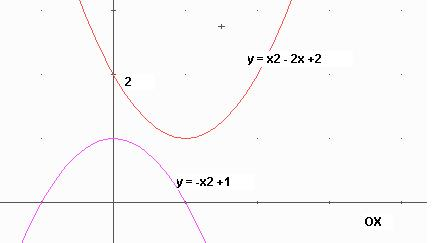 y = x2 - 2x +2
2
y = -x2 +1
OX